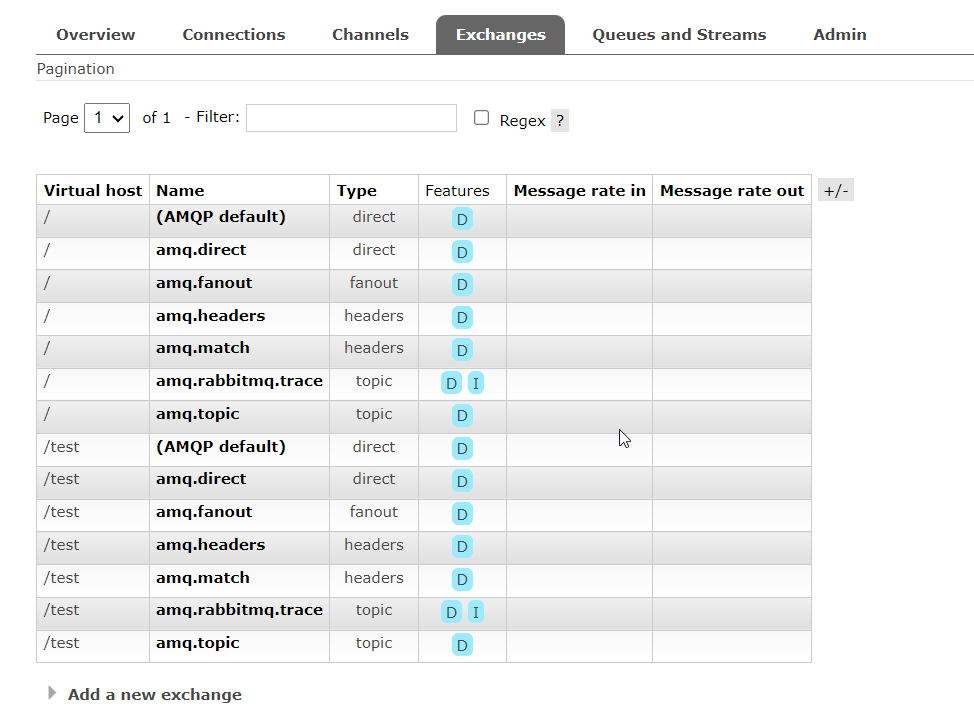 Overview Connections Channels Exchanges Queues and Streams Admin
Pagination
Page 1 of 1 - Filter: Regex ?
Virtual host Name Type Features Message rate in Message rate out +/-
/ (AMQP default) direct D
/ amq.direct direct D
/ amq.fanout fanout D
/ amq.headers headers D
/ amq.match headers D
/ amq.rabbitmq.trace topic D I
/ amq.topic topic D
/test (AMQP default) direct D
/test amq.direct direct D
/test amq.fanout fanout D
/test amq.headers headers D
/test amq.match headers D
/test amq.rabbitmq.trace topic D I
/test amq.topic topic D
Add a new exchange